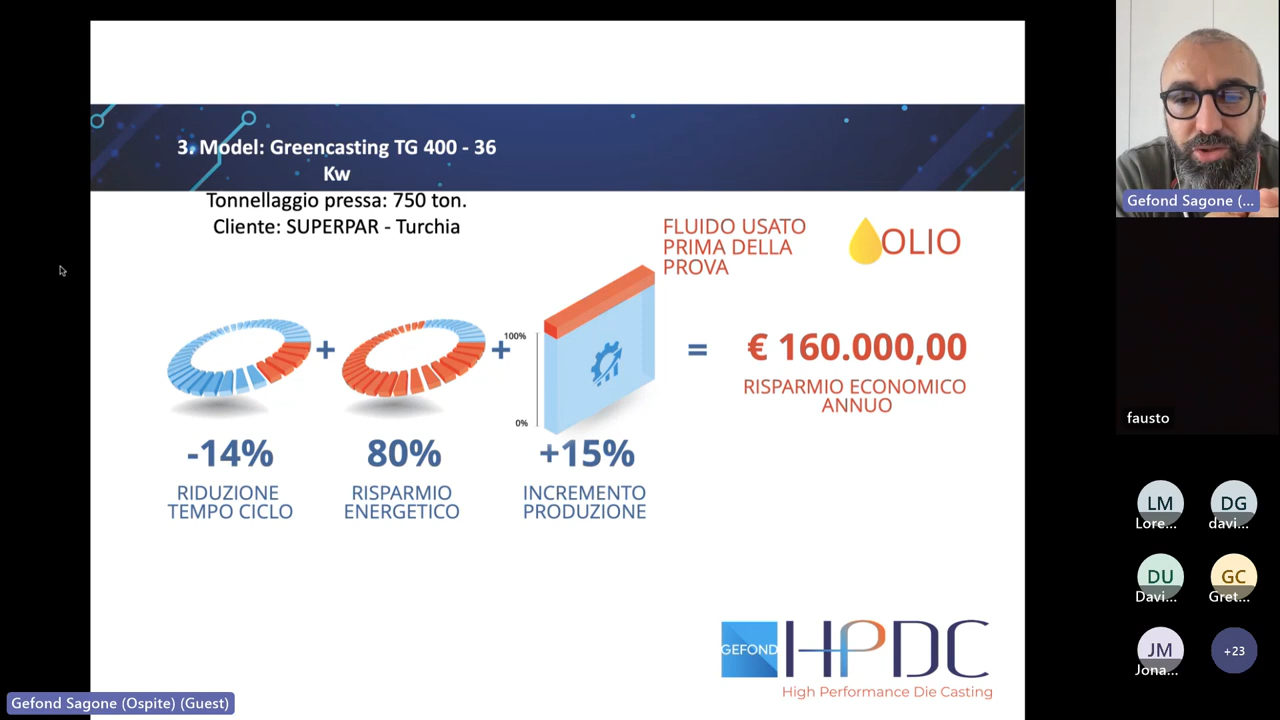 3. Model: Greencasting TG 400 - 36
Kw
Tonnellaggio pressa: 750 ton.
Cliente: SUPERPAR - Turchia
FLUIDO USATO
PRIMA DELLA
PROVA
OLIO
100%
0%
+
+
=
€ 160.000,00
RISPARMIO ECONOMICO
ANNUO
-14%
RIDUZIONE
TEMPO CICLO
80%
RISPARMIO
ENERGETICO
+15%
INCREMENTO
PRODUZIONE
GEFOND
HPDC
High Performance Die Casting
Gefond Sagone (Ospite) (Guest)
Gefond Sagone (...
fausto
LM
Lore...
DG
davi...
DU
Davi...
GC
Gret...
JM
Jona...
+23